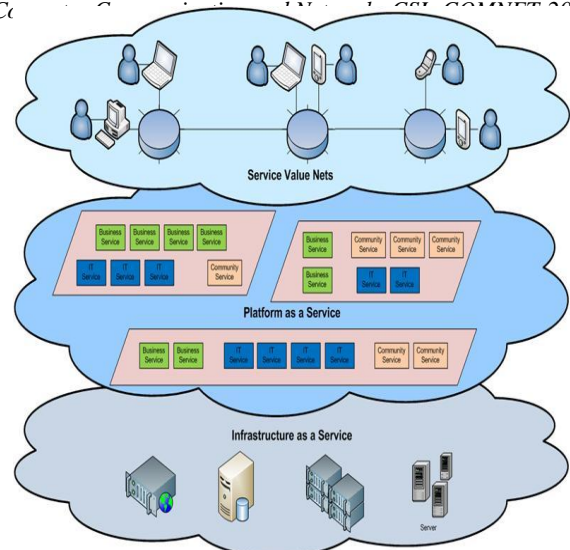 Service Value Nets
Business Service Business Service Business Service Business Service
IT Service IT Service IT Service Community Service
Business Service Community Service Community Service Community Service
Business Service IT Service IT Service
Platform as a Service
Business Service Business Service IT Service IT Service IT Service IT Service Community Service Community Service
Infrastructure as a Service
Server